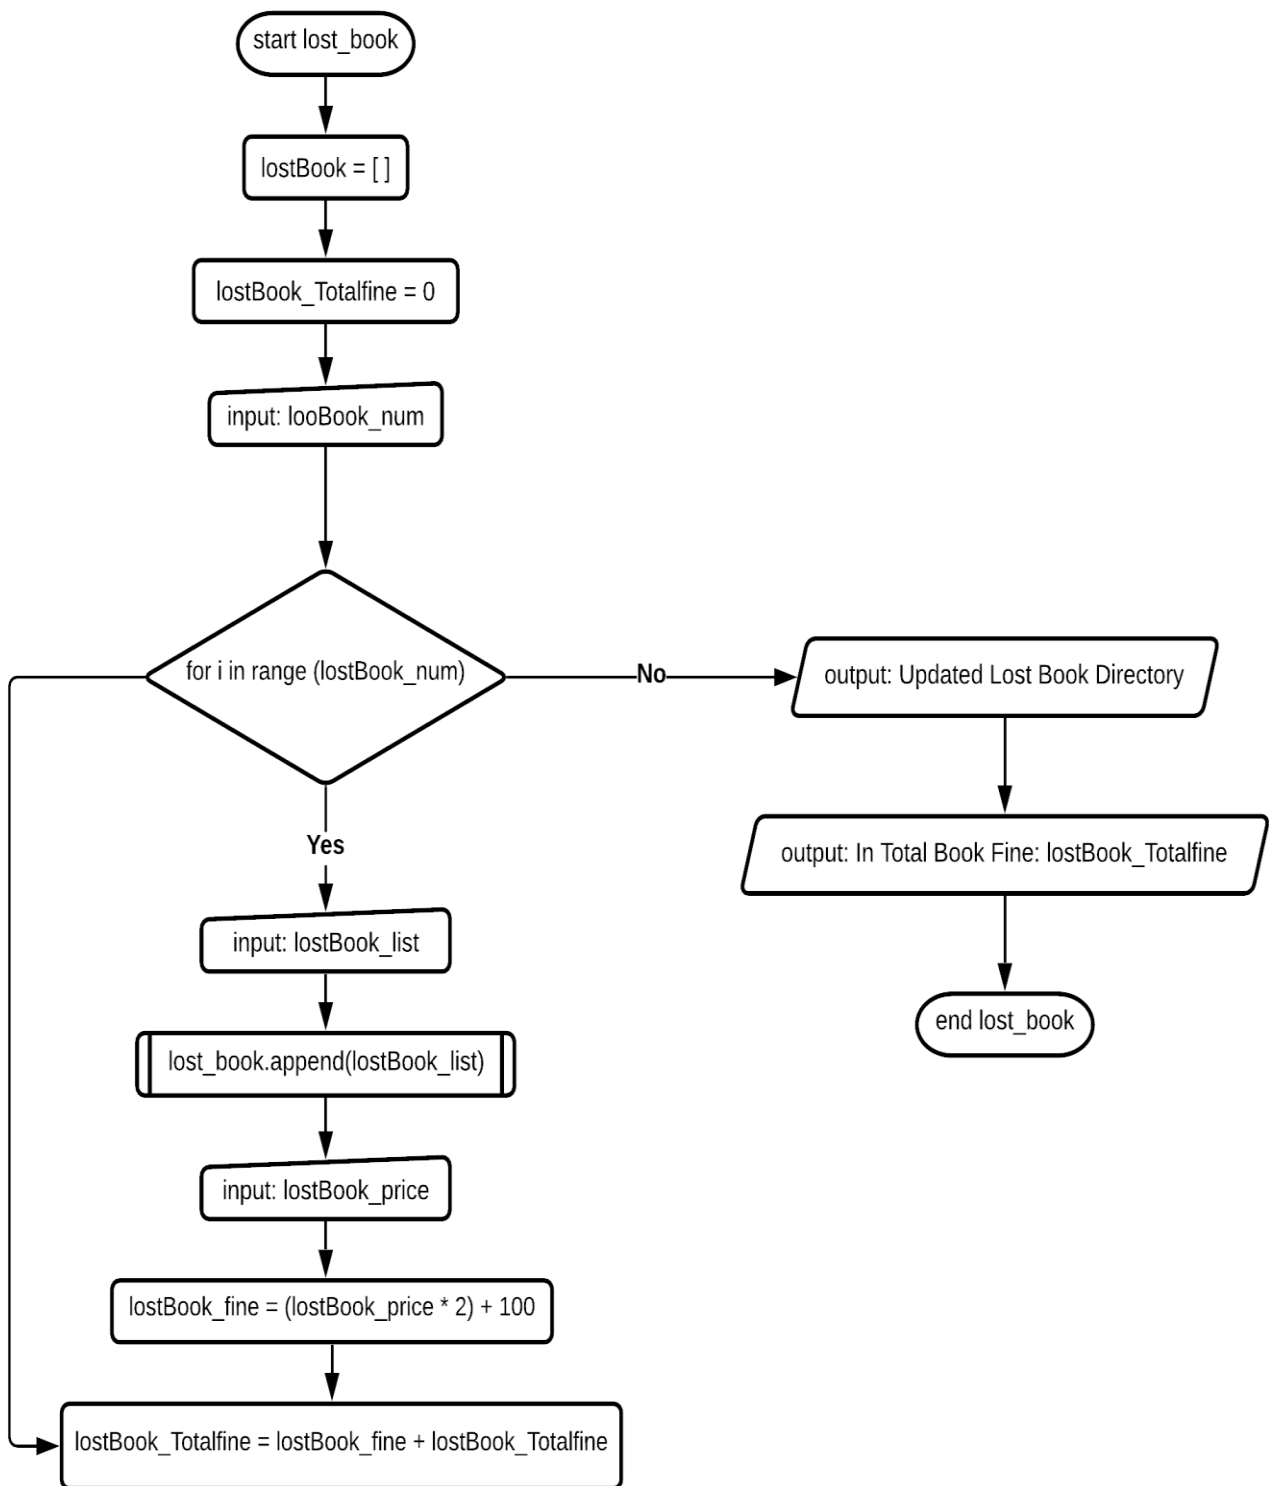 start lost_book
lostBook = [ ]
lostBook_Totalfine = 0
input: looBook_num
for i in range (lostBook_num)
No
output: Updated Lost Book Directory
output: In Total Book Fine: lostBook_Totalfine
end lost_book
Yes
input: lostBook_list
lost_book.append(lostBook_list)
input: lostBook_price
lostBook_fine = (lostBook_price * 2) + 100
lostBook_Totalfine = lostBook_fine + lostBook_Totalfine